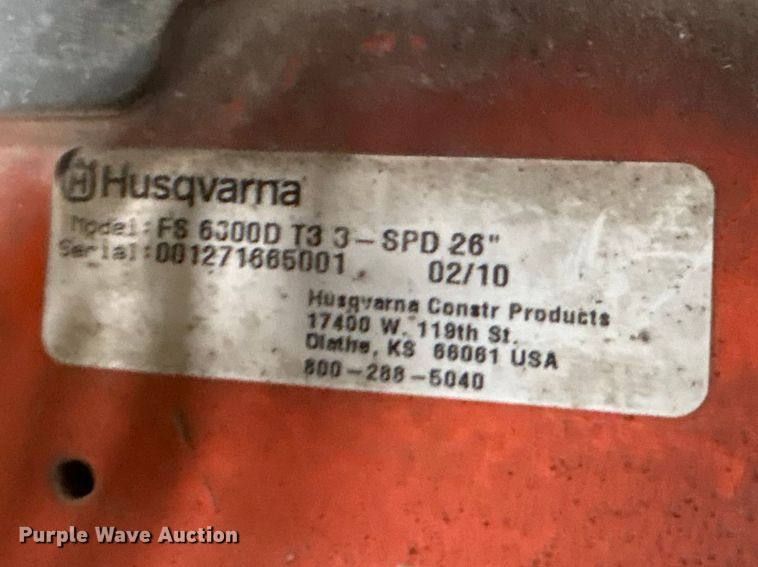 Husqvarna
Model: FS 6600D T3 3-SPD 26"
Serial: 001271665001 02/10
Husqvarna Constr Products
17400 W. 119th St.
Olathe, KS 66061 USA
800-288-5040
Purple Wave Auction